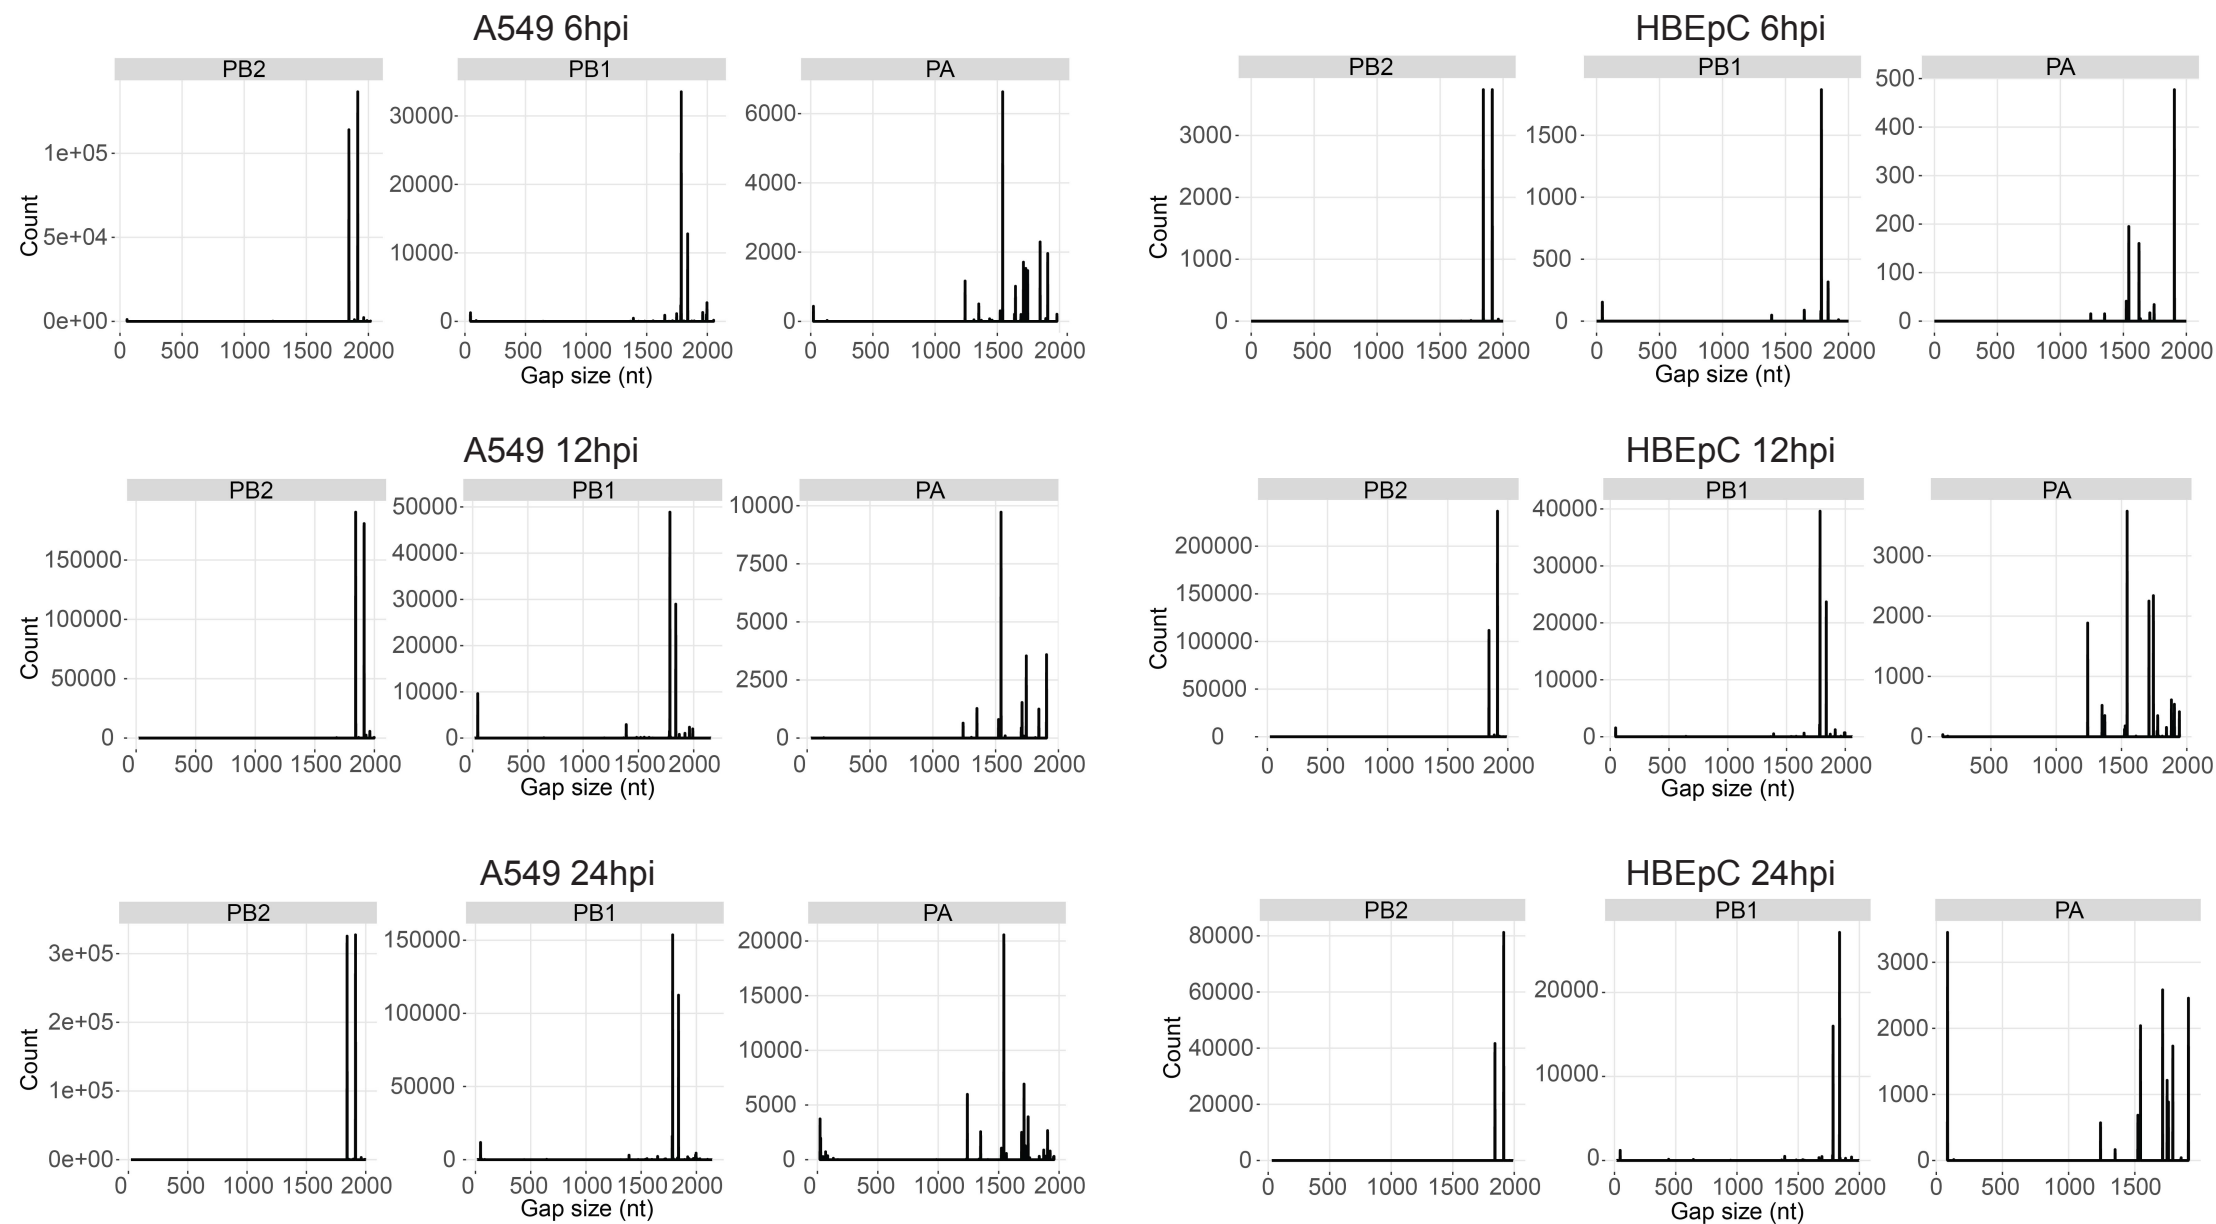 A549 6hpi
HBEpC 6hpi
PB2
PB1
PA
PB2
PB1
PA
1e+05
5e+04
0e+00
30000
20000
10000
0
6000
4000
2000
0
3000
2000
1000
0
1500
1000
500
0
500
400
300
200
100
0
Count
Count
0 500 1000 1500 2000
0 500 1000 1500 2000
0 500 1000 1500 2000
0 500 1000 1500 2000
0 500 1000 1500 2000
0 500 1000 1500 2000
Gap size (nt)
Gap size (nt)
A549 12hpi
HBEpC 12hpi
PB2
PB1
PA
PB2
PB1
PA
150000
100000
50000
0
50000
40000
30000
20000
10000
0
10000
7500
5000
2500
0
200000
150000
100000
50000
0
40000
30000
20000
10000
0
3000
2000
1000
0
Count
Count
0 500 1000 1500 2000
0 500 1000 1500 2000
0 500 1000 1500 2000
0 500 1000 1500 2000
0 500 1000 1500 2000
500 1000 1500 2000
Gap size (nt)
Gap size (nt)
A549 24hpi
HBEpC 24hpi
PB2
PB1
PA
PB2
PB1
PA
3e+05
2e+05
1e+05
0e+00
150000
100000
50000
0
20000
15000
10000
5000
0
80000
60000
40000
20000
0
20000
10000
0
3000
2000
1000
0
Count
Count
0 500 1000 1500 2000
0 500 1000 1500 2000
0 500 1000 1500 2000
0 500 1000 1500 2000
0 500 1000 1500 2000
0 500 1000 1500
Gap size (nt)
Gap size (nt)